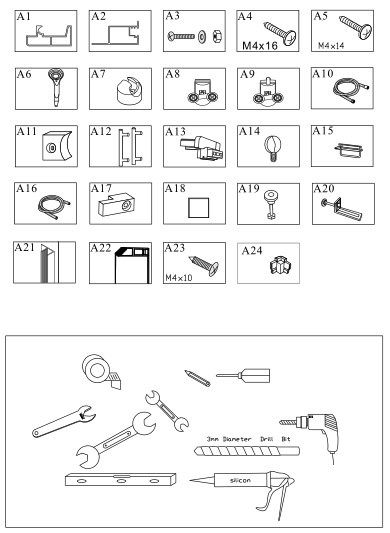 A1 A2 A3 A4 A5
M4x16 M4x14
A6 A7 A8 A9 A10
A11 A12 A13 A14 A15
A16 A17 A18 A19 A20
A21 A22 A23 A24
M4x10
3mm Diameter Drill Bit
silicon